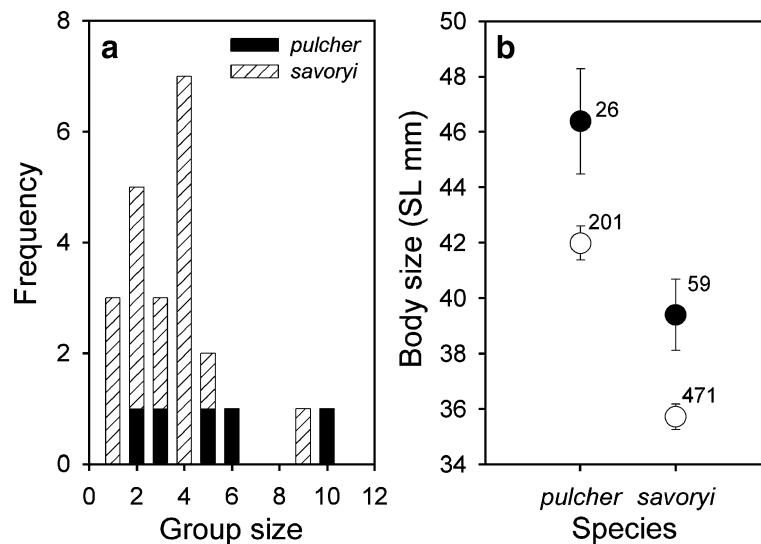 a
pulcher
savoryi
Frequency
8
6
4
2
0
0 2 4 6 8 10 12
Group size
b
Body size (SL mm)
50
48
46
44
42
40
38
36
34
26
201
59
471
pulcher savoryi
Species